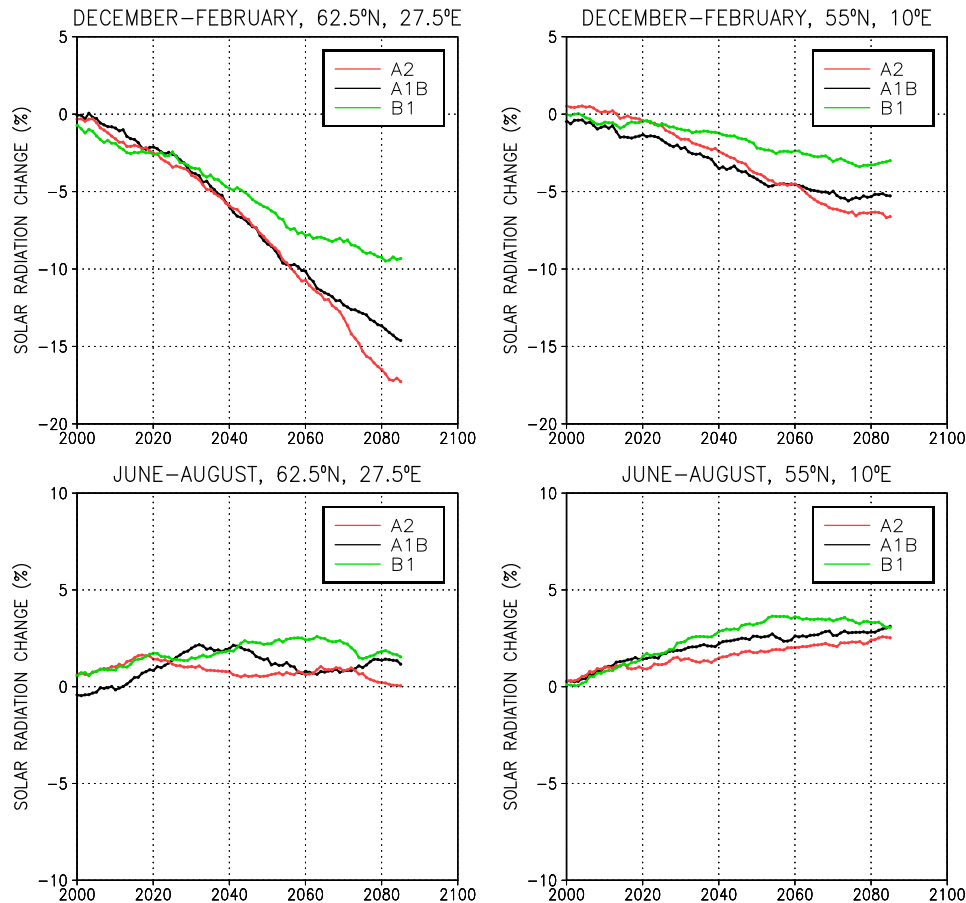 DECEMBER–FEBRUARY, 62.5ºN, 27.5ºE
SOLAR RADIATION CHANGE (%)
5
0
−5
−10
−15
−20
A2
A1B
B1
2000 2020 2040 2060 2080 2100
DECEMBER–FEBRUARY, 55ºN, 10ºE
SOLAR RADIATION CHANGE (%)
5
0
−5
−10
−15
−20
A2
A1B
B1
2000 2020 2040 2060 2080 2100
JUNE–AUGUST, 62.5ºN, 27.5ºE
SOLAR RADIATION CHANGE (%)
10
5
0
−5
−10
A2
A1B
B1
2000 2020 2040 2060 2080 2100
JUNE–AUGUST, 55ºN, 10ºE
SOLAR RADIATION CHANGE (%)
10
5
0
−5
−10
A2
A1B
B1
2000 2020 2040 2060 2080 2100